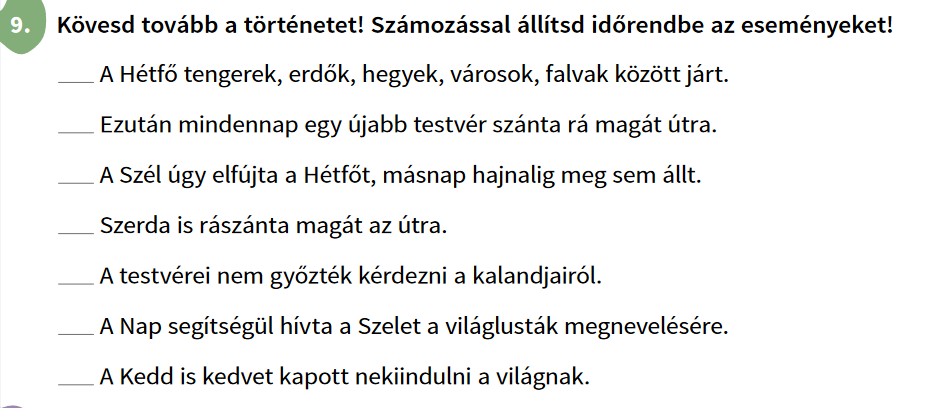 9. Kövesd tovább a történetet! Számozással állítsd időrendbe az eseményeket!
___ A Hétfő tengerek, erdők, hegyek, városok, falvak között járt.
___ Ezután mindennap egy újabb testvér szánta rá magát útra.
___ A Szél úgy elfújta a Hétfőt, másnap hajnalig meg sem állt.
___ Szerda is rászánta magát az útra.
___ A testvérei nem győzték kérdezni a kalandjairól.
___ A Nap segítségül hívta a Szelet a világlusták megnevelésére.
___ A Kedd is kedvet kapott nekiindulni a világnak.